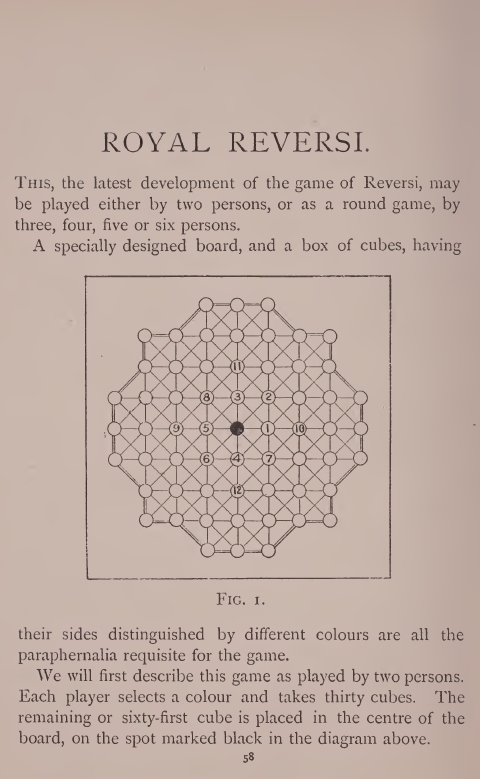 ROYAL REVERSI.
THIS, the latest development of the game of Reversi, may
be played either by two persons, or as a round game, by
three, four, five or six persons.
A specially designed board, and a box of cubes, having
11
8 3 2
9 5 1 10
6 4 7
12
FIG. 1.
their sides distinguished by different colours are all the
paraphernalia requisite for the game.
We will first describe this game as played by two persons.
Each player selects a colour and takes thirty cubes. The
remaining or sixty-first cube is placed in the centre of the
board, on the spot marked black in the diagram above.
58